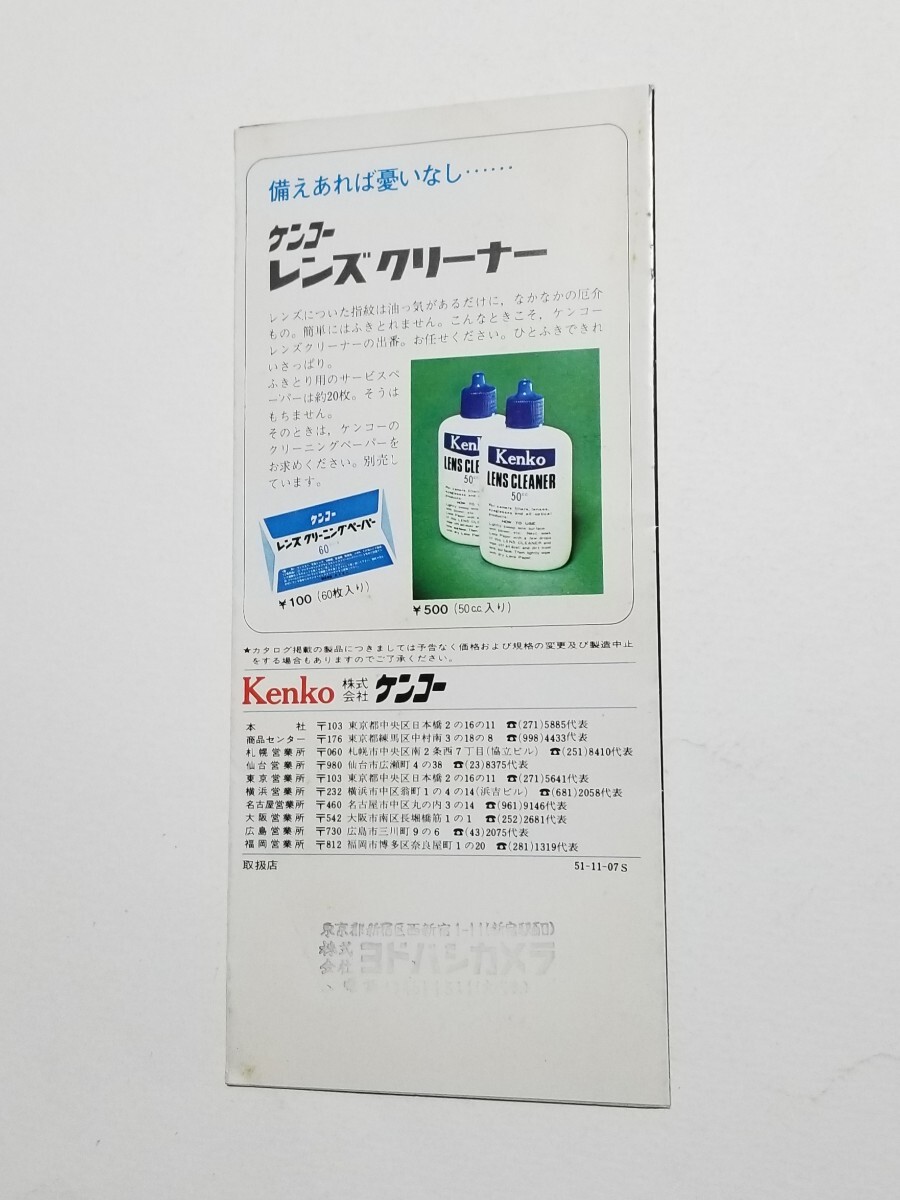 備えあれば憂いなし……
ケンコー
レンズクリーナー
レンズについた指紋は油っ気があるだけに，なかなかの厄介
もの。簡単にはふきとれません。こんなときこそ，ケンコー
レンズクリーナーの出番。お任せください。ひとふきできれ
いさっぱり。
ふきとり用のサービスペ
ーパーは約20枚。そうは
もちません。
そのときは，ケンコーの
クリーニングペーパーを
お求めください。別売し
ています。
Kenko
LENS CLEANER
50cc
HOW TO USE
Kenko
LENS CLEANER
50cc
ケンコー
レンズクリーニングペーパー
60
￥100（60枚入り）
￥500（50cc入り）
★カタログ掲載の製品につきましては予告なく価格および規格の変更及び製造中止
をする場合もありますのでご了承ください。
Kenko 株式会社 ケンコー
本社 〒103 東京都中央区日本橋2の16の11 ☎(271)5885代表
商品センター 〒176 東京都練馬区中村南3の18の8 ☎(998)4433代表
札幌営業所 〒060 札幌市中央区南2条西7丁目(協立ビル) ☎(251)8410代表
仙台営業所 〒980 仙台市広瀬町4の38 ☎(23)8375代表
東京営業所 〒103 東京都中央区日本橋2の16の11 ☎(271)5641代表
横浜営業所 〒232 横浜市中区翁町1の4の14(浜吉ビル) ☎(681)2058代表
名古屋営業所 〒460 名古屋市中区丸の内3の14 ☎(961)9146代表
大阪営業所 〒542 大阪市南区長堀橋筋1の1 ☎(252)2681代表
広島営業所 〒730 広島市三川町9の6 ☎(43)2075代表
福岡営業所 〒812 福岡市博多区奈良屋町1の20 ☎(281)1319代表
取扱店 51-11-07S
東京都新宿区西新宿1-11(新宿西口)
株式会社 ヨドバシカメラ